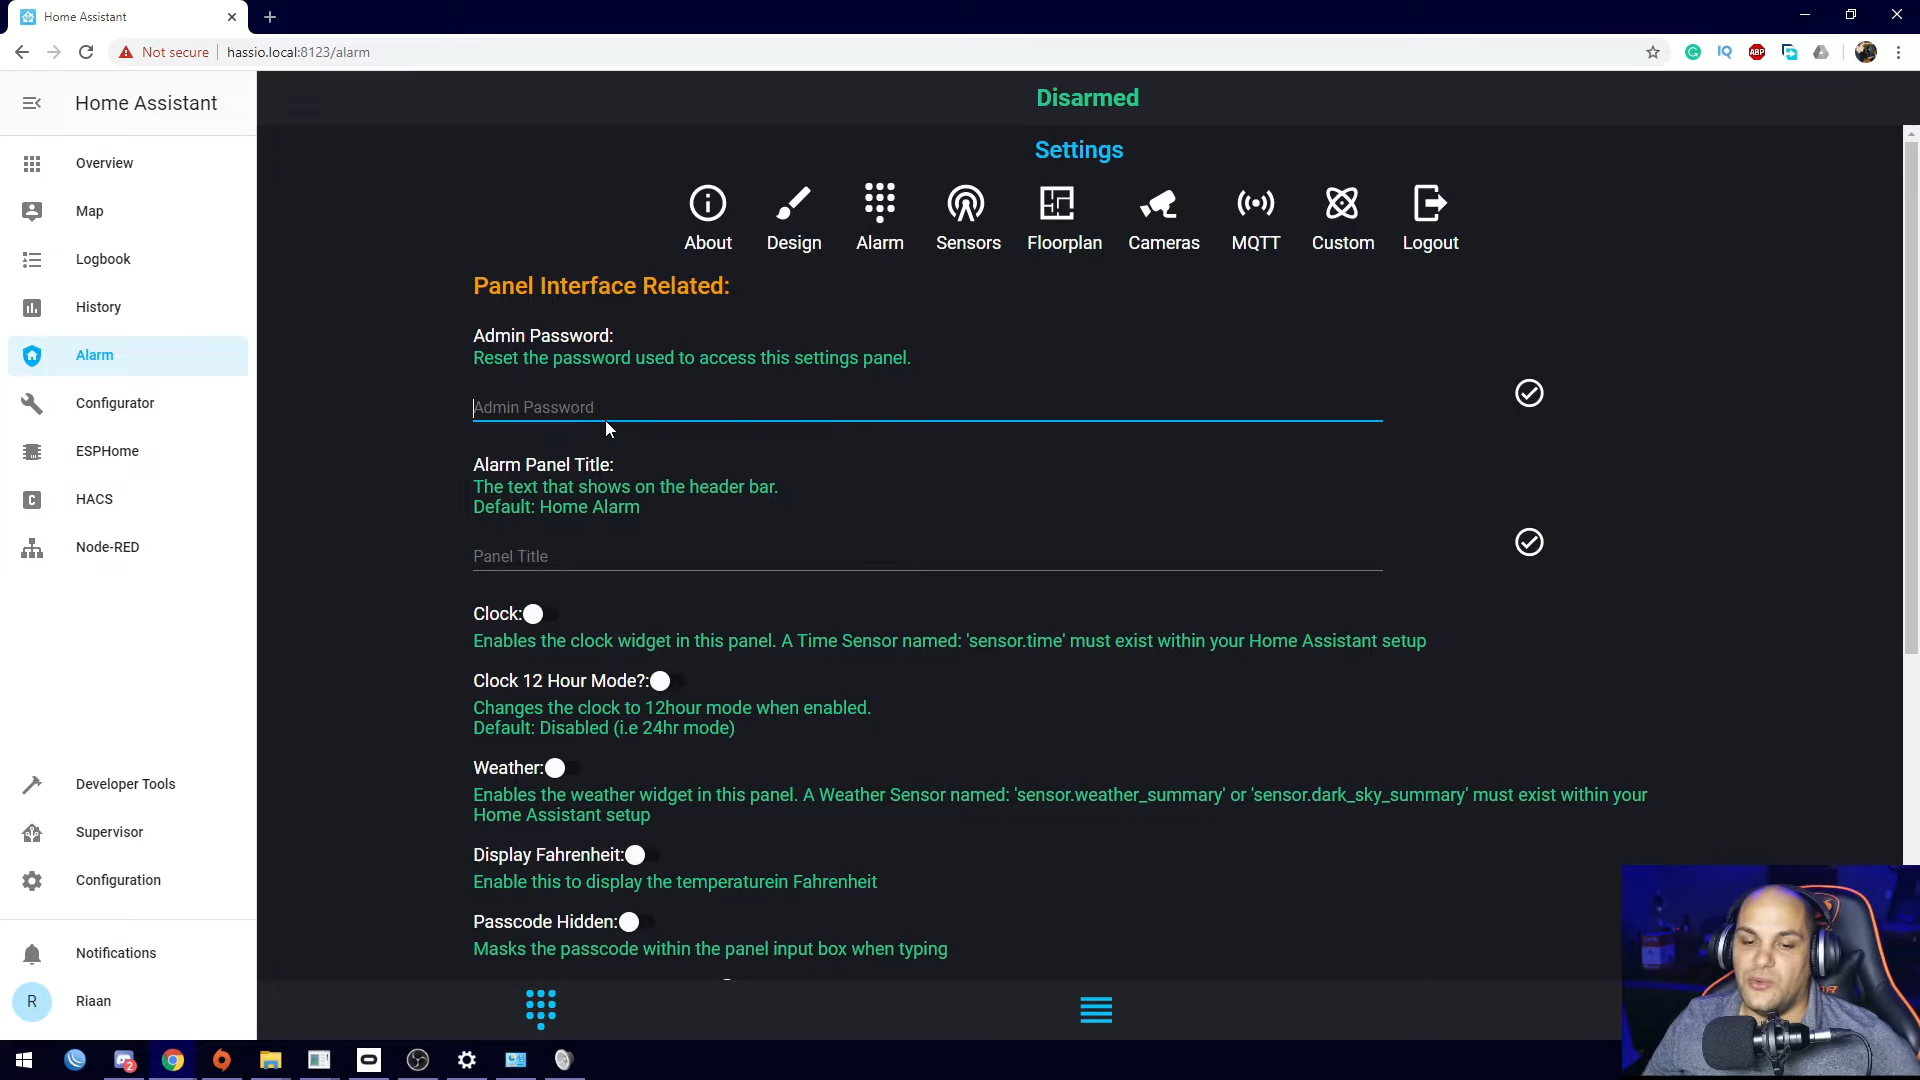 Home Assistant
Not secure
hassio.local:8123/alarm
IQ
ABP
Home Assistant
Overview
Map
Logbook
History
Alarm
Configurator
ESPHome
C
HACS
Node-RED
Developer Tools
Supervisor
Configuration
Notifications
R
Riaan
Disarmed
Settings
About
Design
Alarm
Sensors
Floorplan
Cameras
MQTT
Custom
Logout
Panel Interface Related:
Admin Password:
Reset the password used to access this settings panel.
Admin Password
Alarm Panel Title:
The text that shows on the header bar.
Default: Home Alarm
Panel Title
Clock:
Enables the clock widget in this panel. A Time Sensor named: 'sensor.time' must exist within your Home Assistant setup
Clock 12 Hour Mode?:
Changes the clock to 12hour mode when enabled.
Default: Disabled (i.e 24hr mode)
Weather:
Enables the weather widget in this panel. A Weather Sensor named: 'sensor.weather_summary' or 'sensor.dark_sky_summary' must exist within your
Home Assistant setup
Display Fahrenheit:
Enable this to display the temperaturein Fahrenheit
Passcode Hidden:
Masks the passcode within the panel input box when typing
2